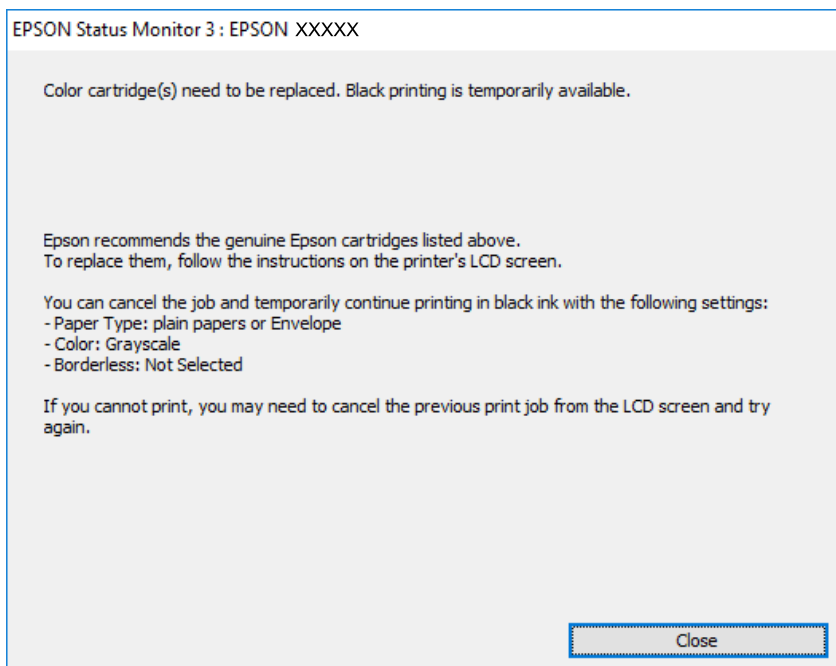 EPSON Status Monitor 3 : EPSON XXXXX
Color cartridge(s) need to be replaced. Black printing is temporarily available.
Epson recommends the genuine Epson cartridges listed above.
To replace them, follow the instructions on the printer's LCD screen.
You can cancel the job and temporarily continue printing in black ink with the following settings:
- Paper Type: plain papers or Envelope
- Color: Grayscale
- Borderless: Not Selected
If you cannot print, you may need to cancel the previous print job from the LCD screen and try
again.
Close